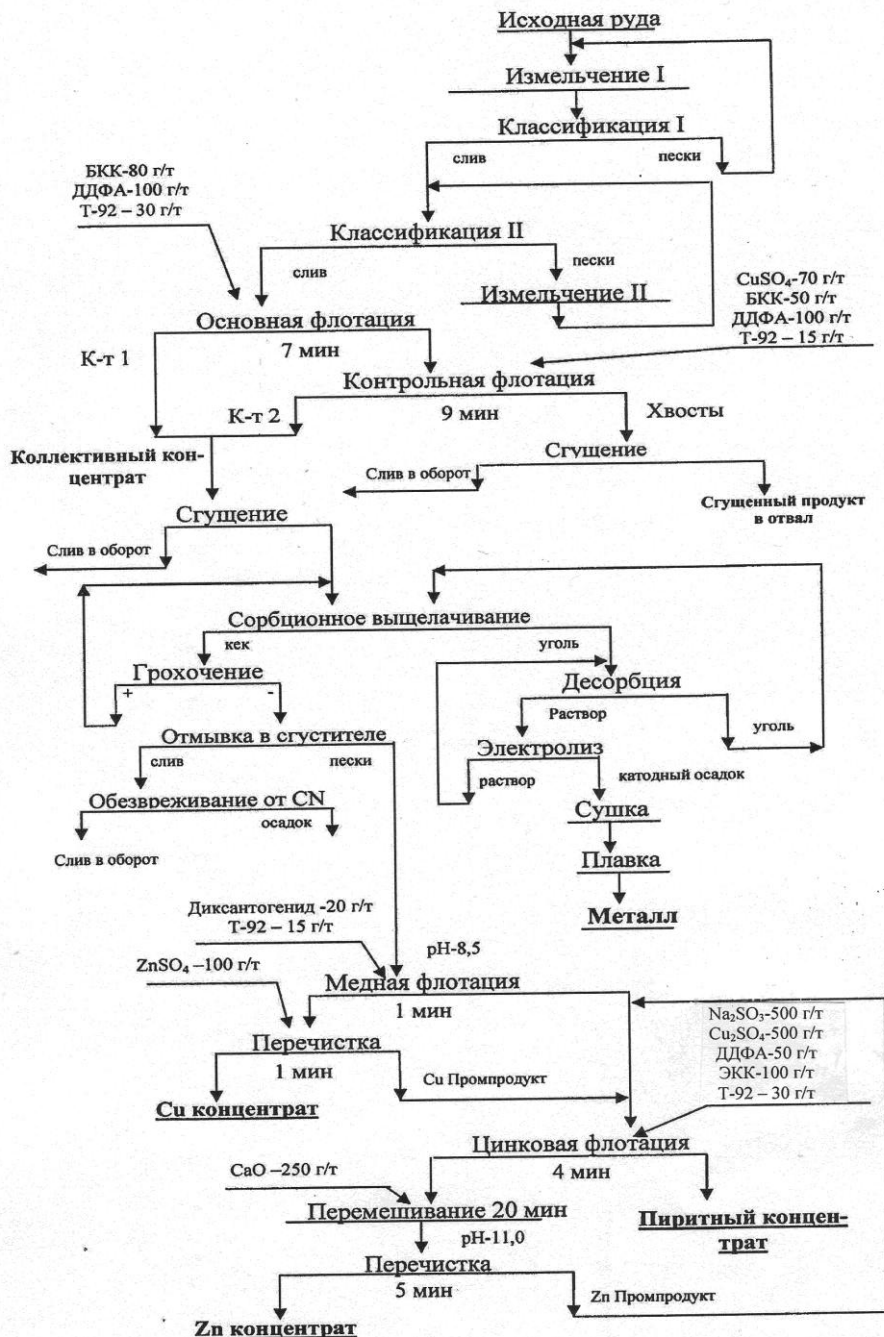 Исходная руда
Измельчение I
Классификация I
слив
пески
БКК-80 г/т
ДДФА-100 г/т
Т-92 – 30 г/т
Классификация II
слив
пески
Измельчение II
CuSO₄-70 г/т
БКК-50 г/т
ДДФА-100 г/т
Т-92 – 15 г/т
Основная флотация
7 мин
К-т 1
Контрольная флотация
9 мин
К-т 2
Хвосты
Коллективный кон-
центрат
Сгущение
Слив в оборот
Сгущенный продукт
в отвал
Сгущение
Слив в оборот
Сорбционное выщелачивание
кек
уголь
Грохочение
+
-
Десорбция
Раствор
уголь
Отмывка в сгустителе
слив
пески
Электролиз
раствор
катодный осадок
Обезвреживание от CN
осадок
Слив в оборот
Сушка
Плавка
Металл
Диксантогенид -20 г/т
Т-92 – 15 г/т
pH-8,5
ZnSO₄ –100 г/т
Медная флотация
1 мин
Na₂SO₃-500 г/т
Cu₂SO₄-500 г/т
ДДФА-50 г/т
ЭКК-100 г/т
Т-92 – 30 г/т
Перечистка
1 мин
Cu Промпродукт
Cu концентрат
Цинковая флотация
4 мин
CaO –250 г/т
Перемешивание 20 мин
pH-11,0
Пиритный концен-
трат
Перечистка
5 мин
Zn Промпродукт
Zn концентрат